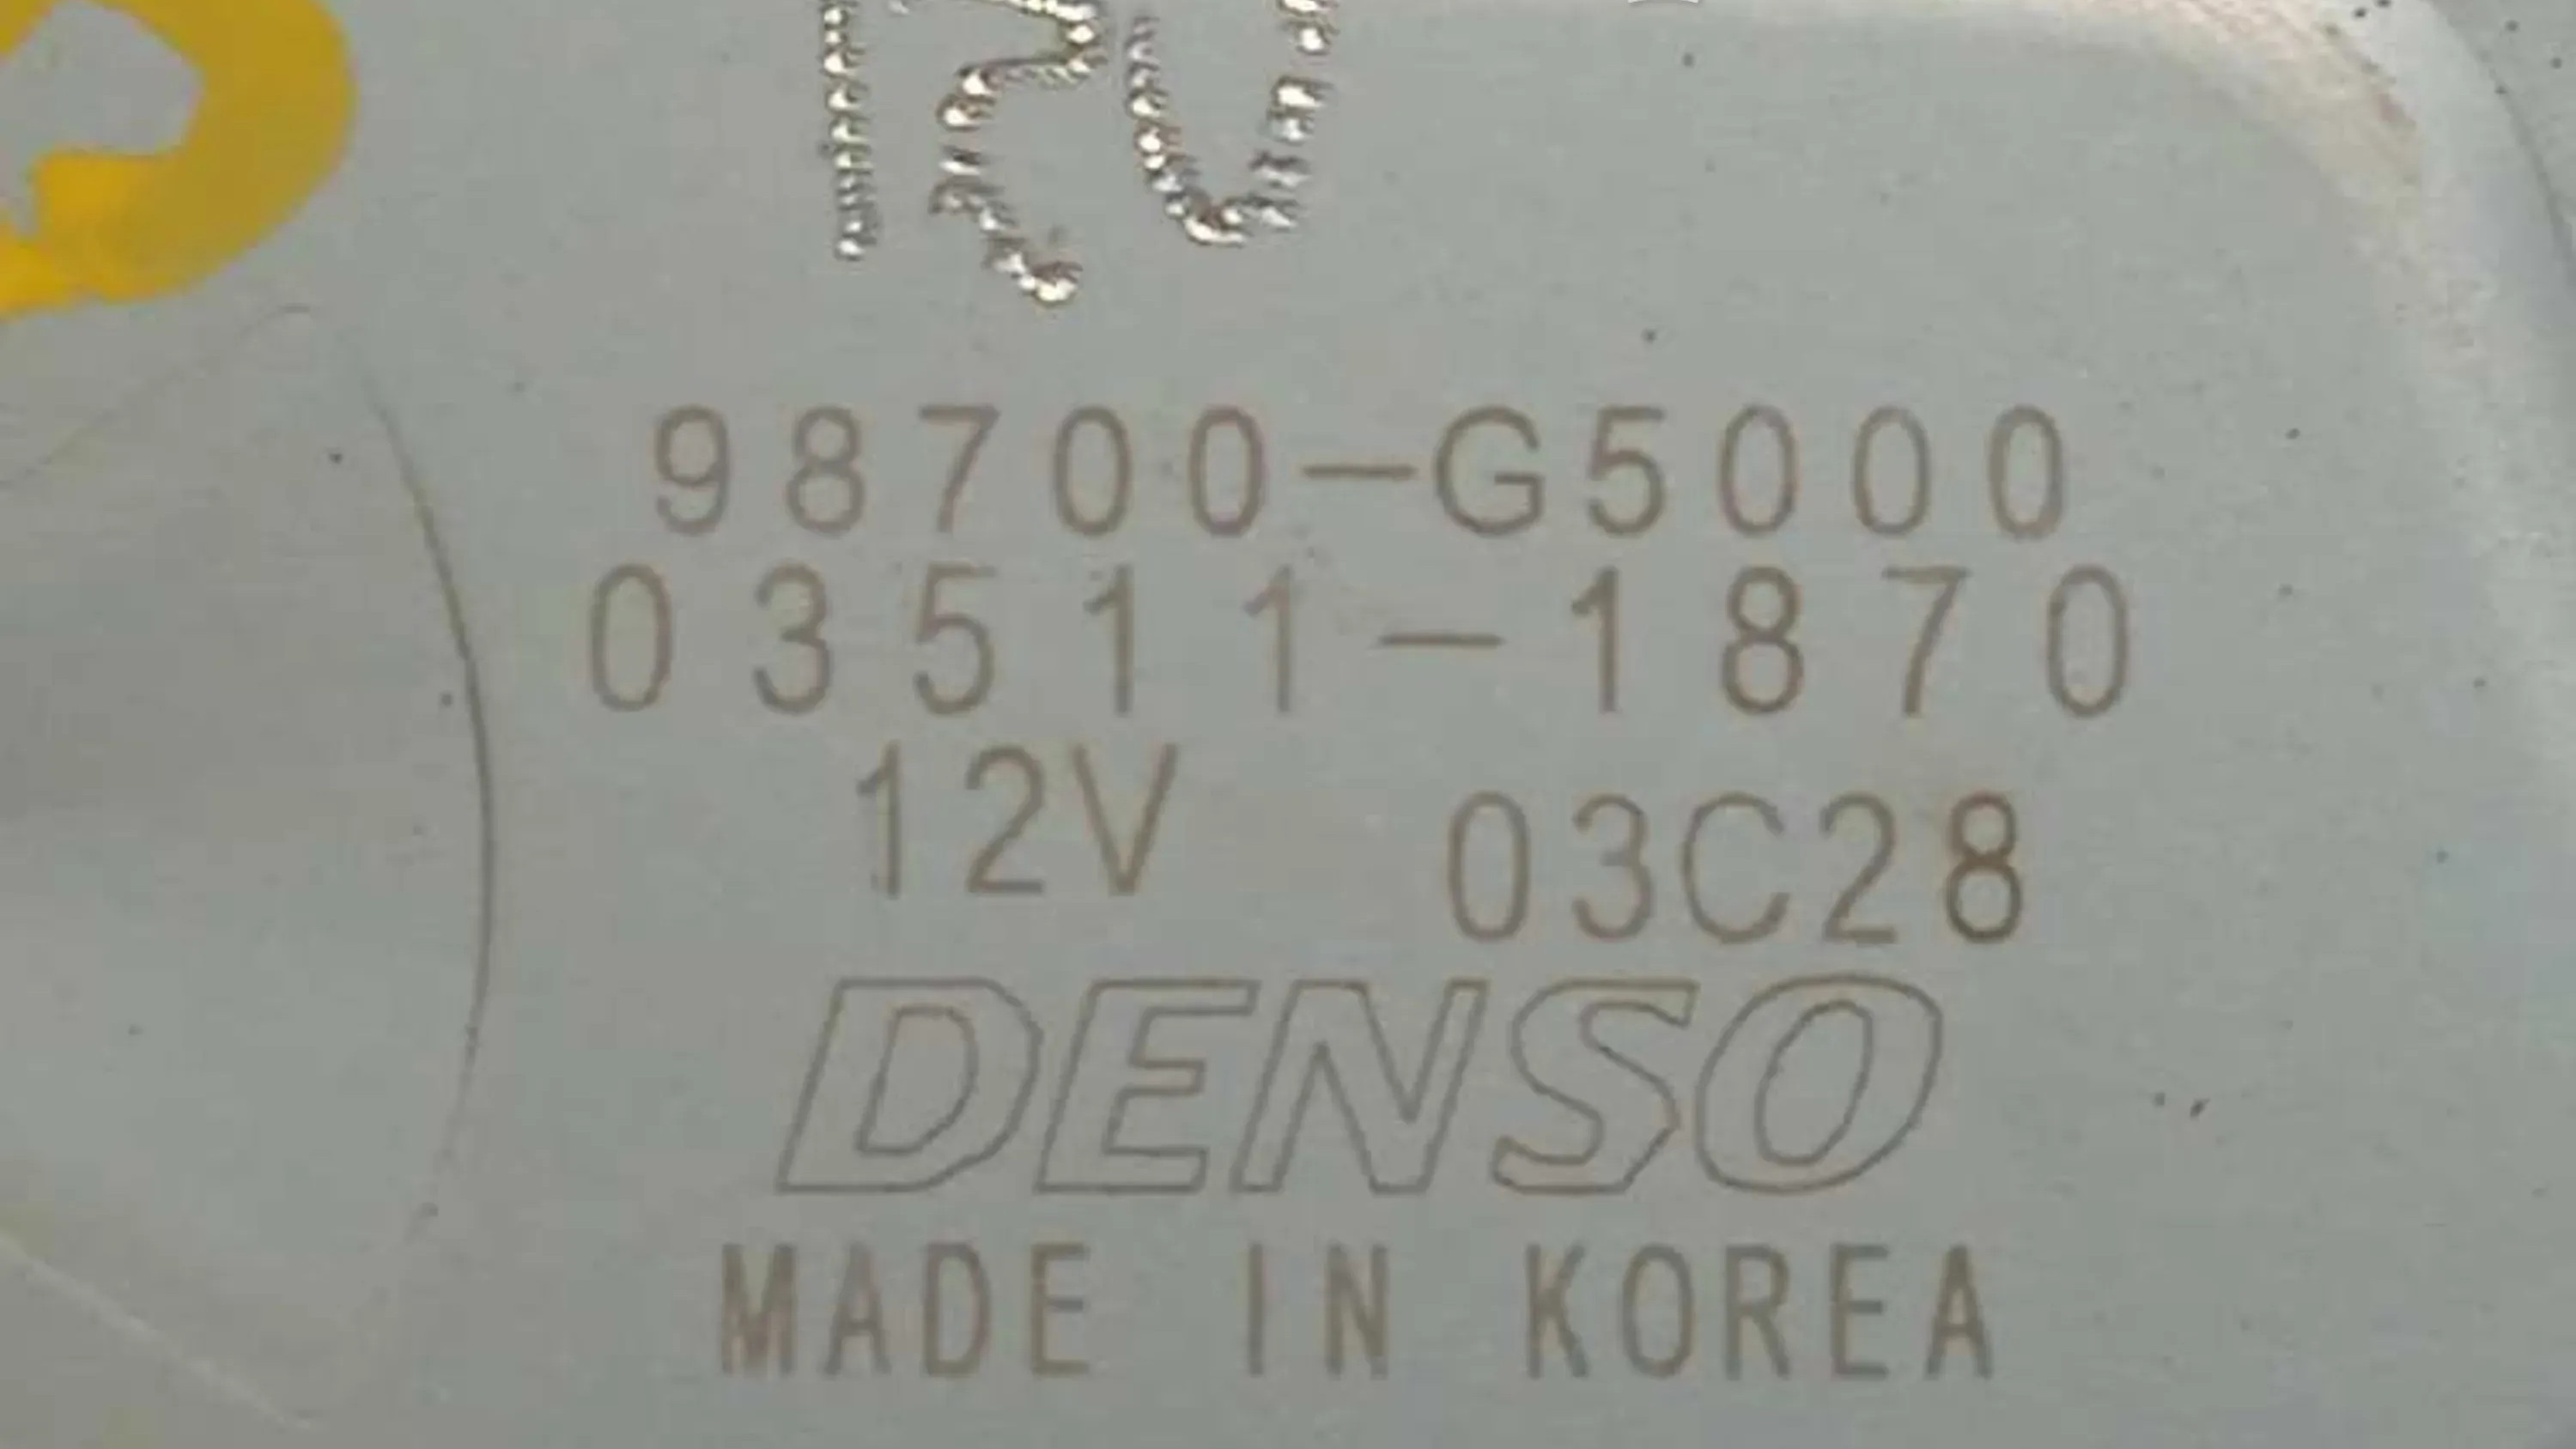 98700-G5000
03511-1870
12V 03C28
DENSO
MADE IN KOREA